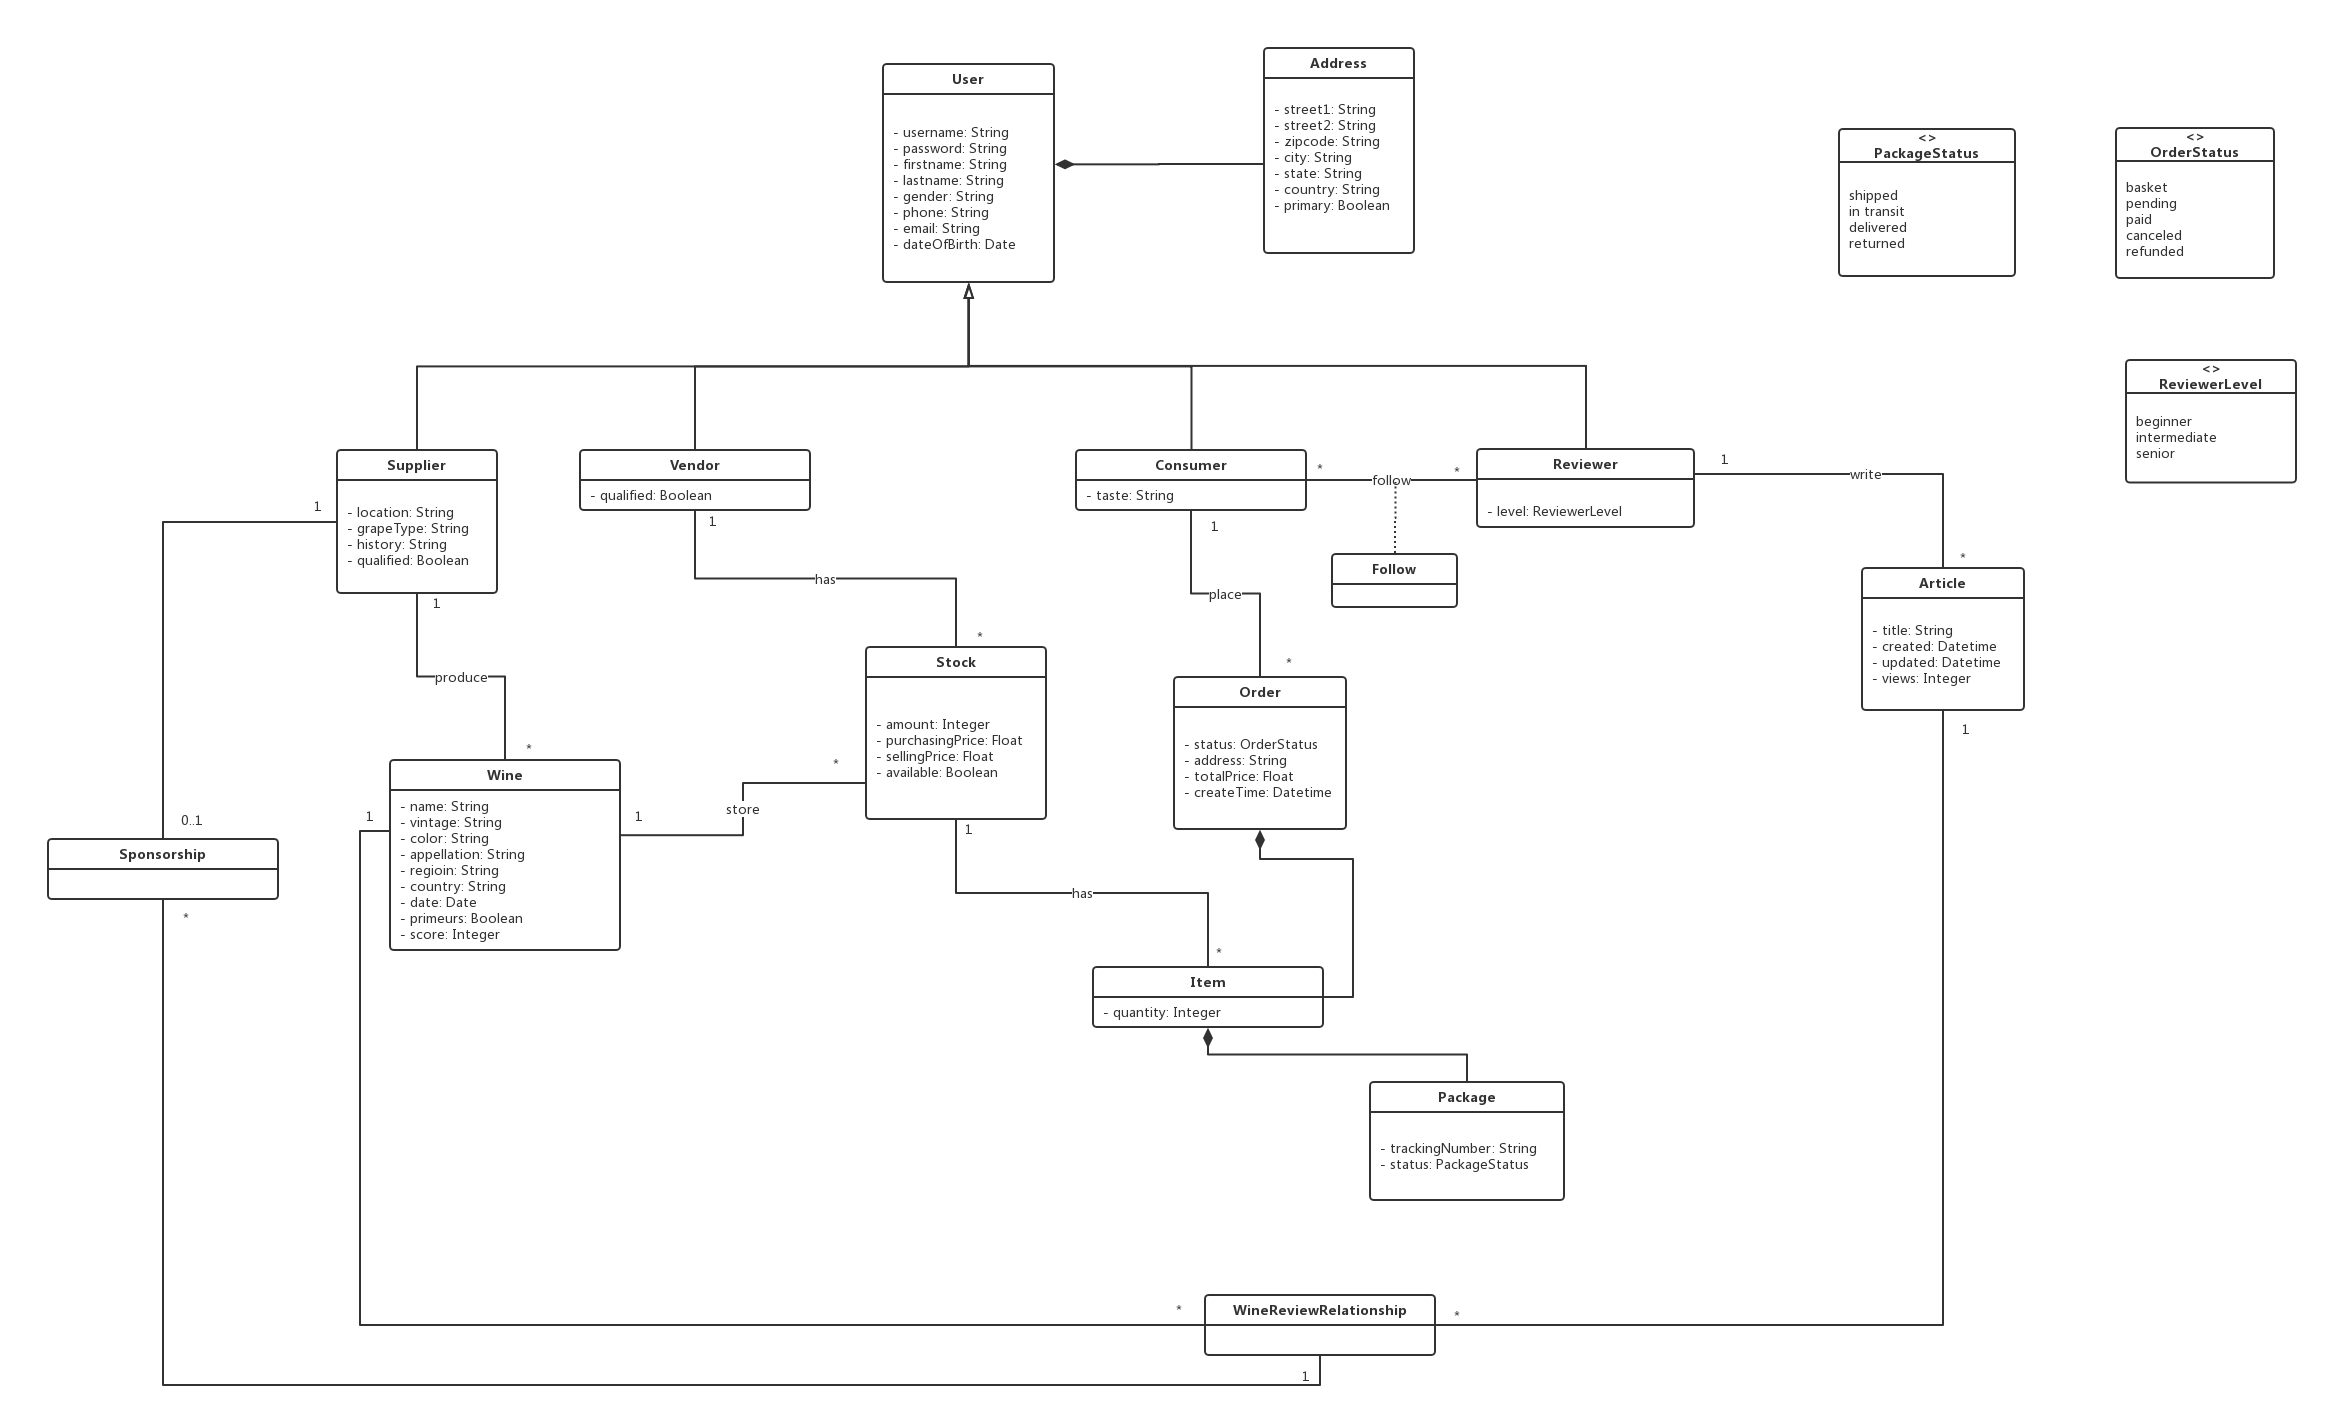 User
- username: String
- password: String
- firstname: String
- lastname: String
- gender: String
- phone: String
- email: String
- dateOfBirth: Date
Address
- street1: String
- street2: String
- zipcode: String
- city: String
- state: String
- country: String
- primary: Boolean
<>
PackageStatus
shipped
in transit
delivered
returned
<>
OrderStatus
basket
pending
paid
canceled
refunded
<>
ReviewerLevel
beginner
intermediate
senior
Supplier
- location: String
- grapeType: String
- history: String
- qualified: Boolean
1
1
Vendor
- qualified: Boolean
1
has
*
Consumer
- taste: String
1
*
follow
*
Reviewer
- level: ReviewerLevel
1
write
*
Follow
place
*
Article
- title: String
- created: Datetime
- updated: Datetime
- views: Integer
1
produce
*
Stock
- amount: Integer
- purchasingPrice: Float
- sellingPrice: Float
- available: Boolean
*
1
Order
- status: OrderStatus
- address: String
- totalPrice: Float
- createTime: Datetime
Wine
- name: String
- vintage: String
- color: String
- appellation: String
- regioin: String
- country: String
- date: Date
- primeurs: Boolean
- score: Integer
1
1
store
0..1
Sponsorship
*
has
*
Item
- quantity: Integer
Package
- trackingNumber: String
- status: PackageStatus
*
WineReviewRelationship
*
1